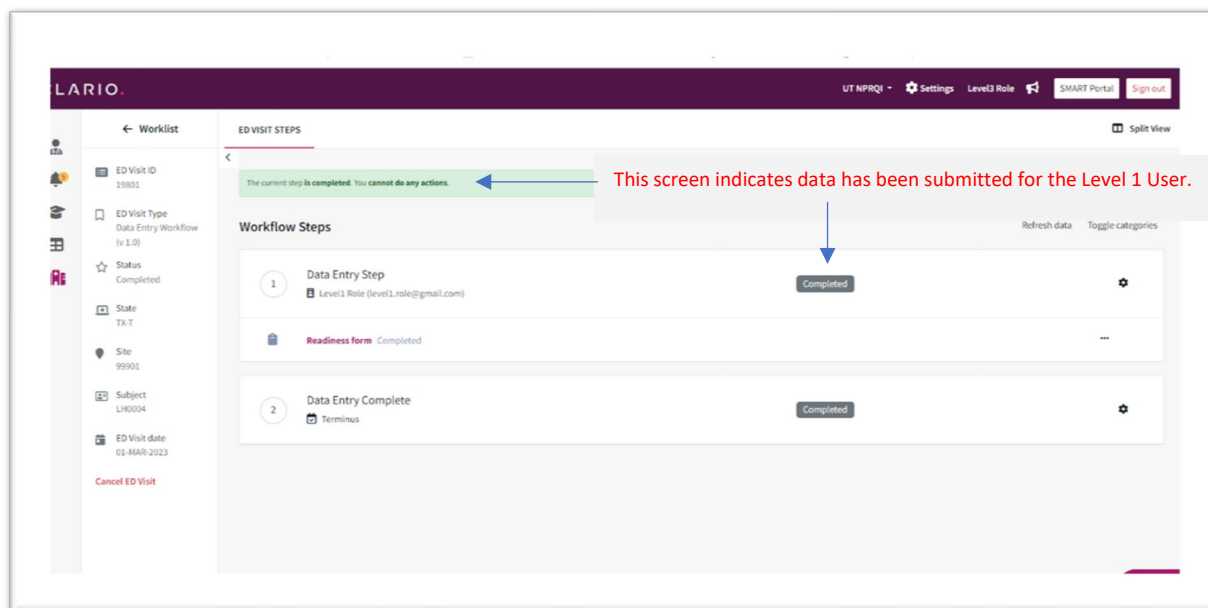 LARIO.
UT NPRQI
Settings
Level3 Role
SMART Portal
Sign out
← Worklist
ED VISIT STEPS
Split View
ED Visit ID
19801
ED Visit Type
Data Entry Workflow
(v 1.0)
Status
Completed
State
TX-T
Site
99901
Subject
LH0004
ED Visit date
01-MAR-2023
Cancel ED Visit
The current step is completed. You cannot do any actions.
This screen indicates data has been submitted for the Level 1 User.
Workflow Steps
Refresh data
Toggle categories
1
Data Entry Step
Level1 Role (level1.role@gmail.com)
Completed
Readiness form Completed
2
Data Entry Complete
Terminus
Completed